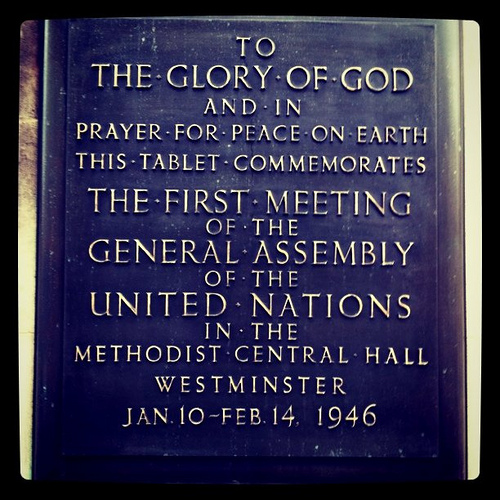 TO
THE·GLORY·OF·GOD
AND·IN
PRAYER·FOR·PEACE·ON·EARTH
THIS·TABLET·COMMEMORATES
THE·FIRST·MEETING
OF·THE
GENERAL·ASSEMBLY
OF·THE
UNITED·NATIONS
IN·THE
METHODIST·CENTRAL·HALL
WESTMINSTER
JAN.10~FEB.14, 1946